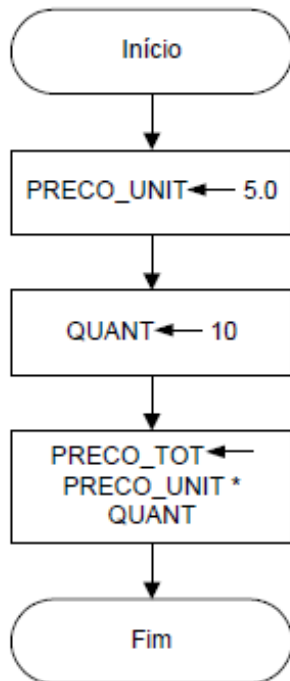 Início
PRECO_UNIT← 5.0
QUANT← 10
PRECO_TOT←
PRECO_UNIT *
QUANT
Fim